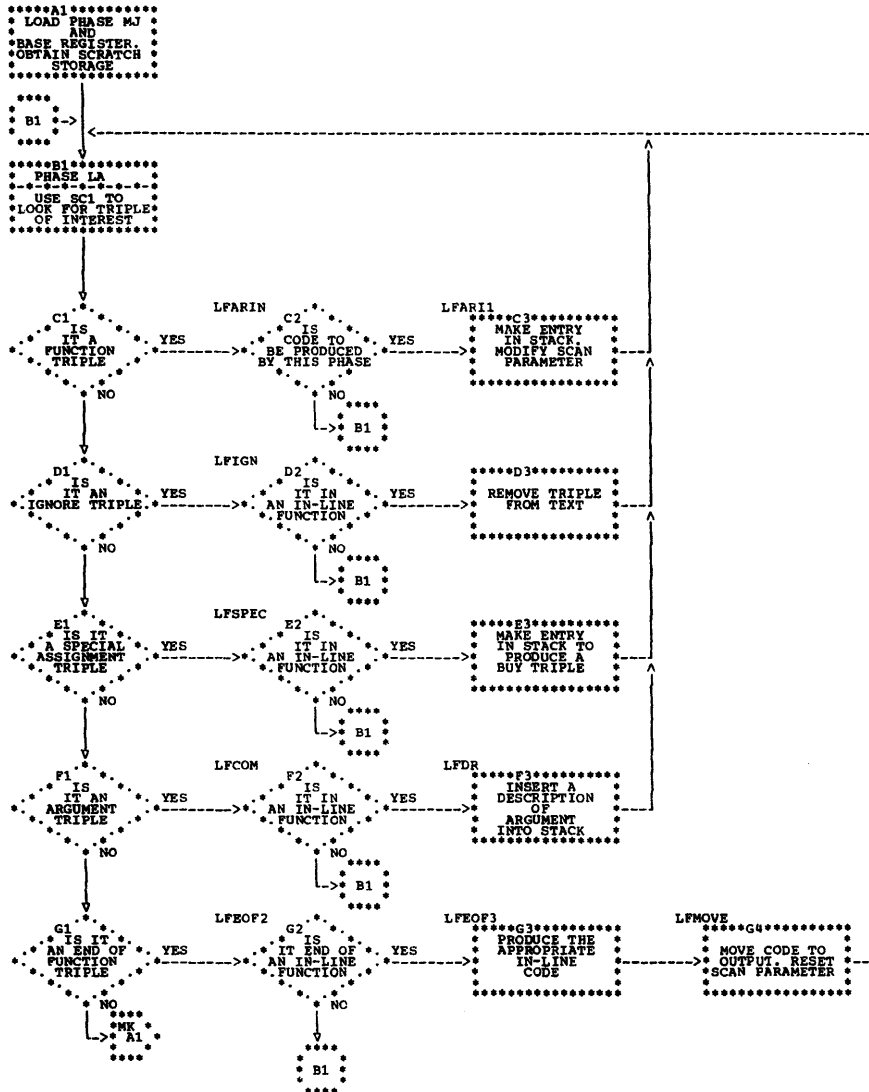 A1
LOAD PHASE MJ
AND
BASE REGISTER.
OBTAIN SCRATCH
STORAGE
B1
B1
PHASE LA
USE SC1 TO
LOOK FOR TRIPLE
OF INTEREST
C1
IS
IT A
FUNCTION
TRIPLE
YES
NO
LFARIN
C2
IS
CODE TO
BE PRODUCED
BY THIS PHASE
YES
NO
B1
LFARI1
C3
MAKE ENTRY
IN STACK.
MODIFY SCAN
PARAMETER
D1
IS
IT AN
IGNORE TRIPLE
YES
NO
LFIGN
D2
IS
IT IN
AN IN-LINE
FUNCTION
YES
NO
B1
D3
REMOVE TRIPLE
FROM TEXT
E1
IS IT
A SPECIAL
ASSIGNMENT
TRIPLE
YES
NO
LFSPEC
E2
IS
IT IN
AN IN-LINE
FUNCTION
YES
NO
B1
E3
MAKE ENTRY
IN STACK TO
PRODUCE A
BUY TRIPLE
F1
IS
IT AN
ARGUMENT
TRIPLE
YES
NO
LFCOM
F2
IS
IT IN
AN IN-LINE
FUNCTION
YES
NO
B1
LFDR
F3
INSERT A
DESCRIPTION
OF
ARGUMENT
INTO STACK
G1
IS IT
AN END OF
FUNCTION
TRIPLE
YES
NO
MK
A1
LFEOF2
G2
IS
IT END OF
AN IN-LINE
FUNCTION
YES
NO
B1
LFEOF3
G3
PRODUCE THE
APPROPRIATE
IN-LINE
CODE
LFMOVE
G4
MOVE CODE TO
OUTPUT. RESET
SCAN PARAMETER